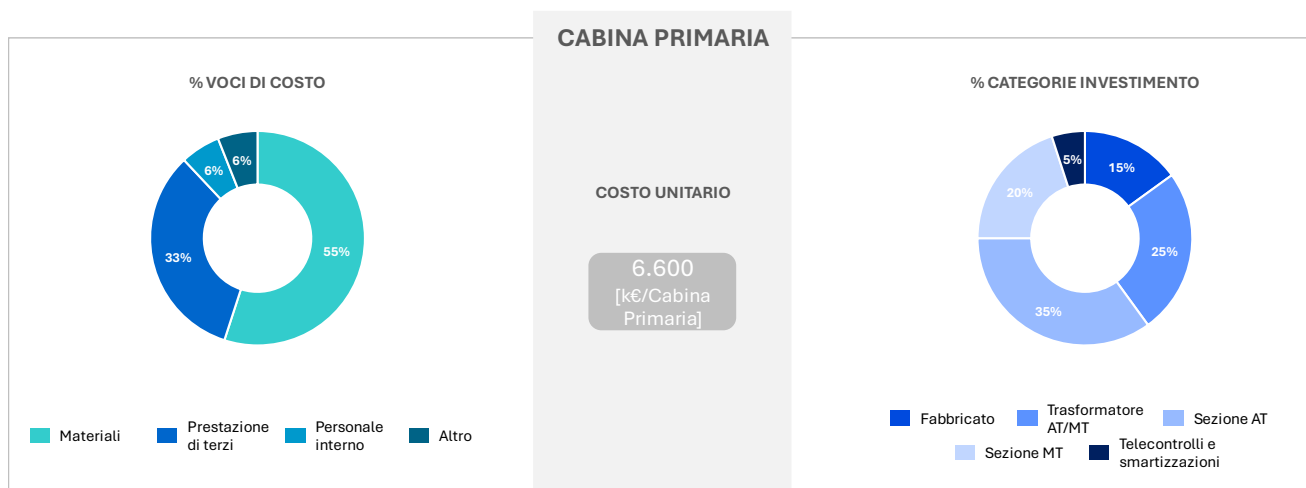 CABINA PRIMARIA
% VOCI DI COSTO
6%
6%
33%
55%
Materiali
Prestazione
di terzi
Personale
interno
Altro
COSTO UNITARIO
6.600
[k€/Cabina
Primaria]
% CATEGORIE INVESTIMENTO
5%
15%
20%
25%
35%
Fabbricato
Trasformatore
AT/MT
Sezione AT
Sezione MT
Telecontrolli e
smartizzazioni